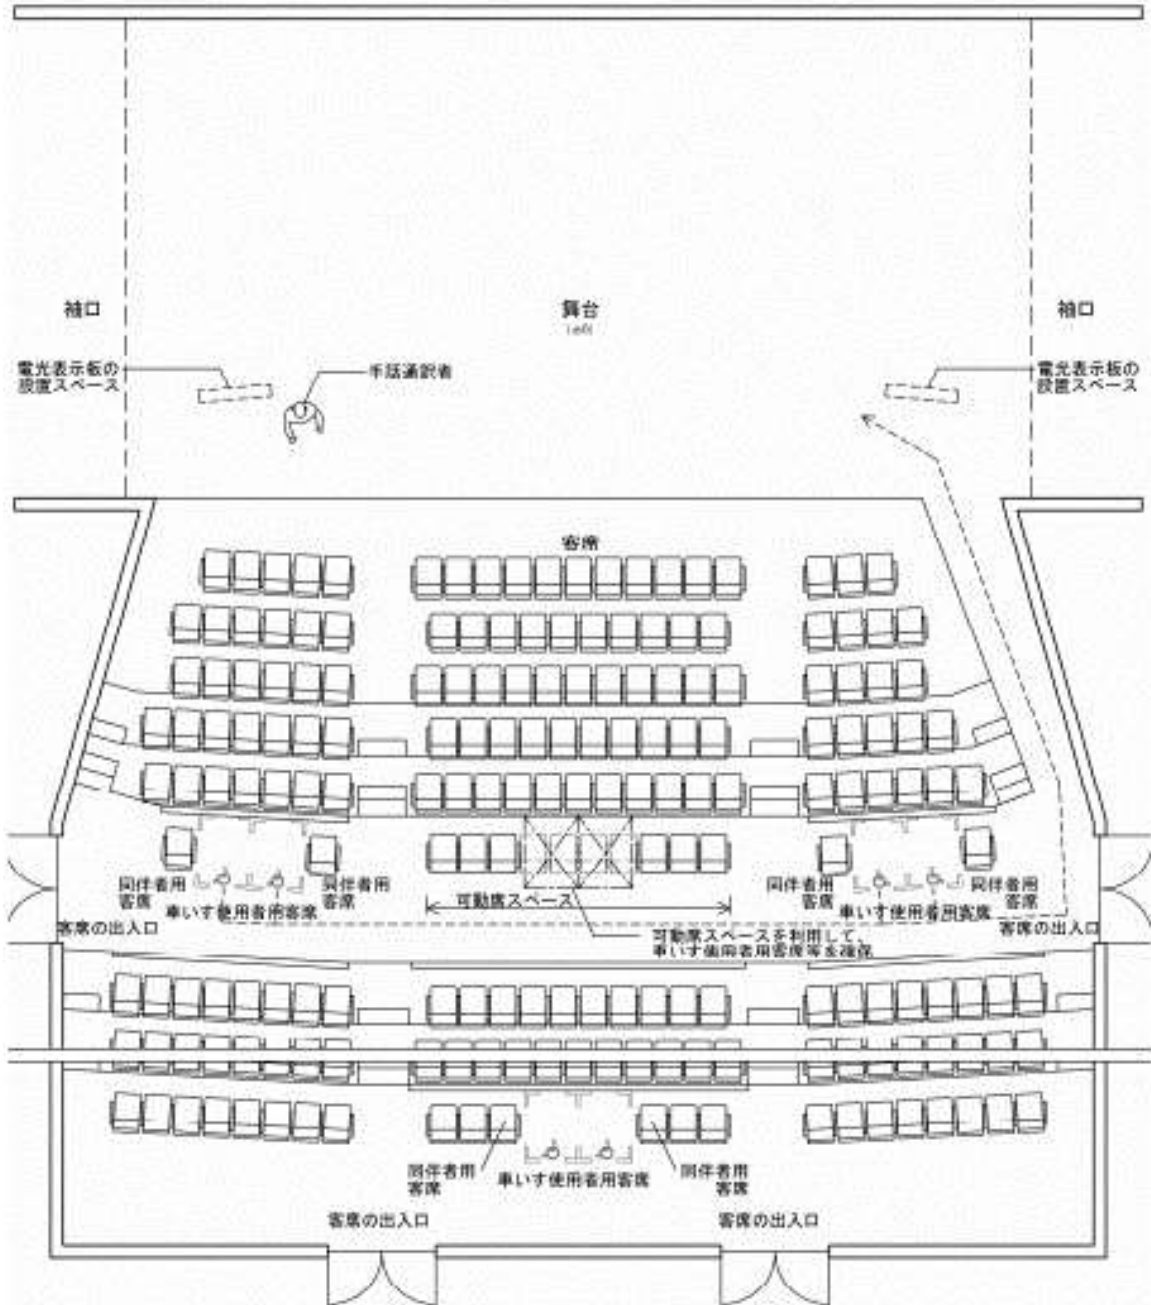 袖口
舞台
袖口
電光表示板の
設置スペース
手話通訳者
電光表示板の
設置スペース
客席
同伴者用
客席
同伴者用
客席
車いす使用者用客席
可動席スペース
同伴者用
客席
同伴者用
客席
車いす使用者用客席
客席の出入口
客席の出入口
可動席スペースを利用して、
車いす使用者用客席等を確保
同伴者用
客席
車いす使用者用客席
同伴者用
客席
客席の出入口
客席の出入口